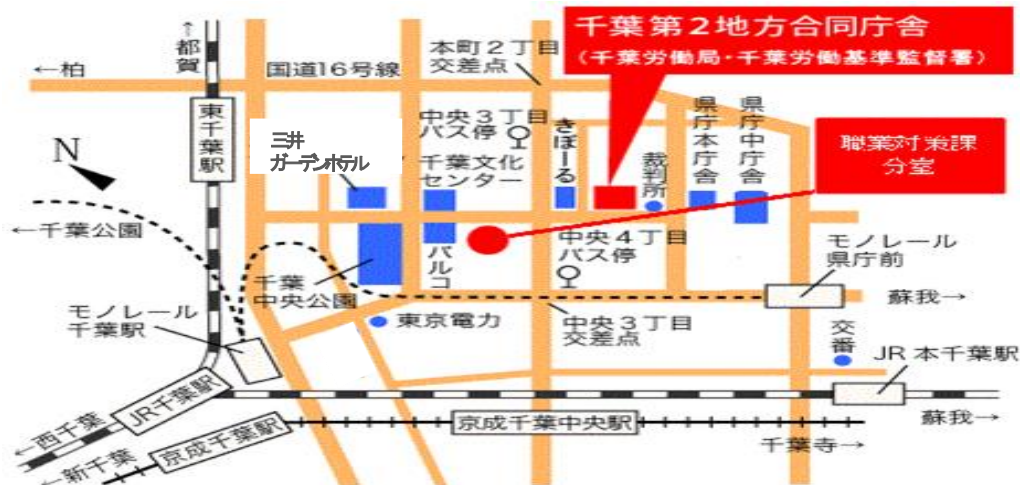 千葉第2地方合同庁舎
(千葉労働局・千葉労働基準監督署)
←都賀
本町2丁目
交差点
←柏
国道16号線
東千葉駅
三井
ガーデンホテル
中央3丁目
バス停
千葉文化
センター
きぼーる
裁判所
県庁本庁舎
県庁中庁舎
職業対策課
分室
N
←千葉公園
パルコ
中央4丁目
バス停
モノレール
県庁前
千葉
中央公園
蘇我→
モノレール
千葉駅
東京電力
中央3丁目
交差点
交番
JR本千葉駅
JR千葉駅
←西千葉
蘇我→
京成千葉駅
京成千葉中央駅
千葉寺→
←新千葉